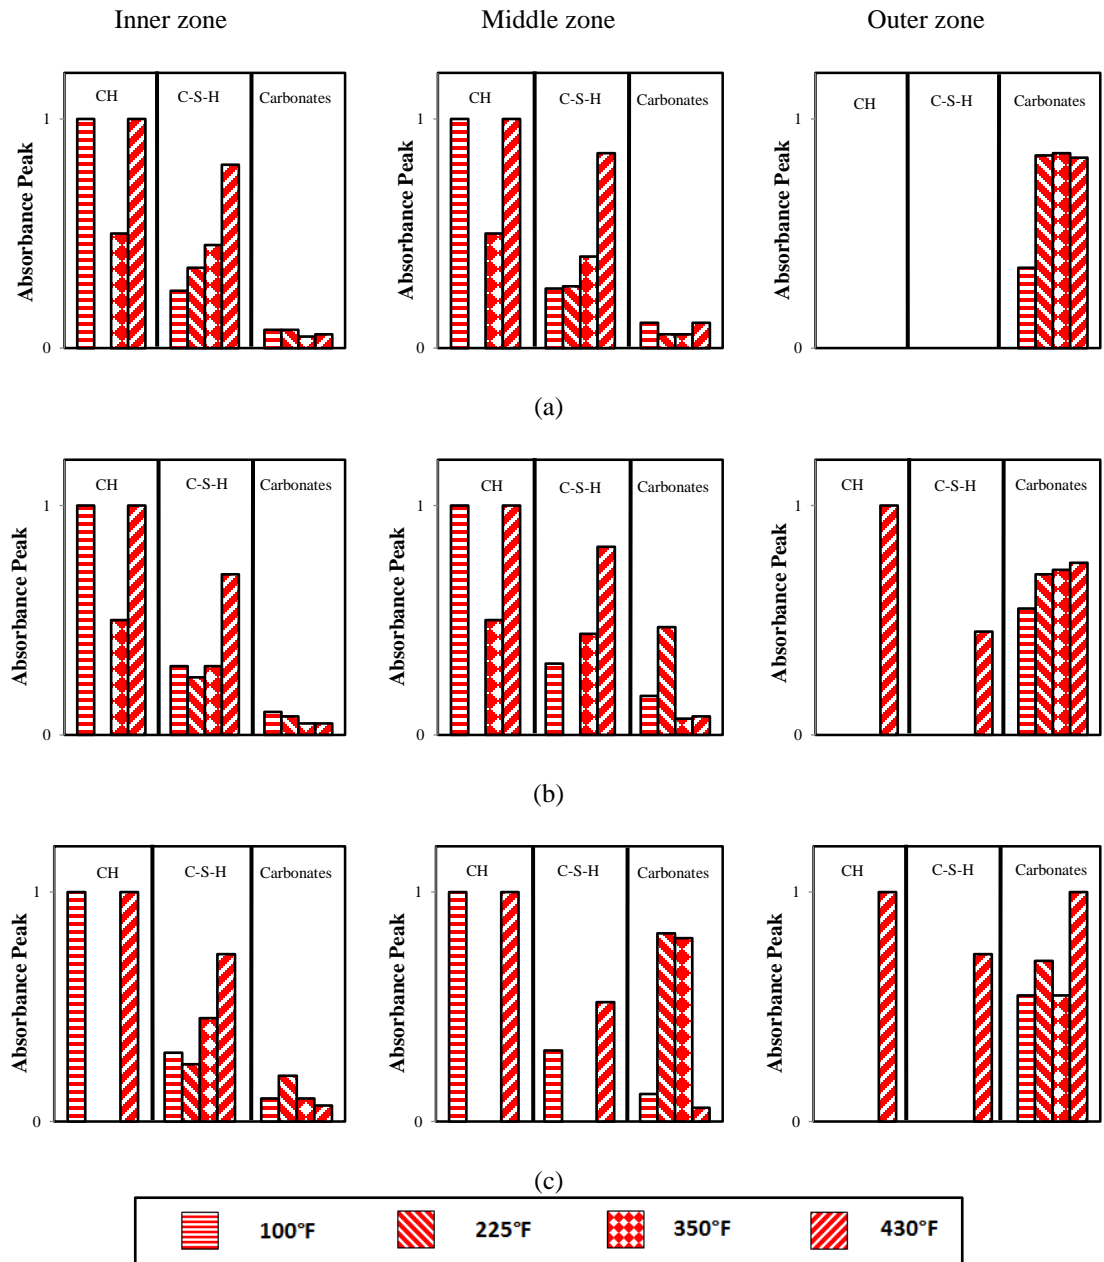 Inner zone Middle zone Outer zone
CH C-S-H Carbonates
1
Absorbance Peak
0
CH C-S-H Carbonates
1
Absorbance Peak
0
CH C-S-H Carbonates
1
Absorbance Peak
0
(a)
CH C-S-H Carbonates
1
Absorbance Peak
0
CH C-S-H Carbonates
1
Absorbance Peak
0
CH C-S-H Carbonates
1
Absorbance Peak
0
(b)
CH C-S-H Carbonates
1
Absorbance Peak
0
CH C-S-H Carbonates
1
Absorbance Peak
0
CH C-S-H Carbonates
1
Absorbance Peak
0
(c)
100°F 225°F 350°F 430°F